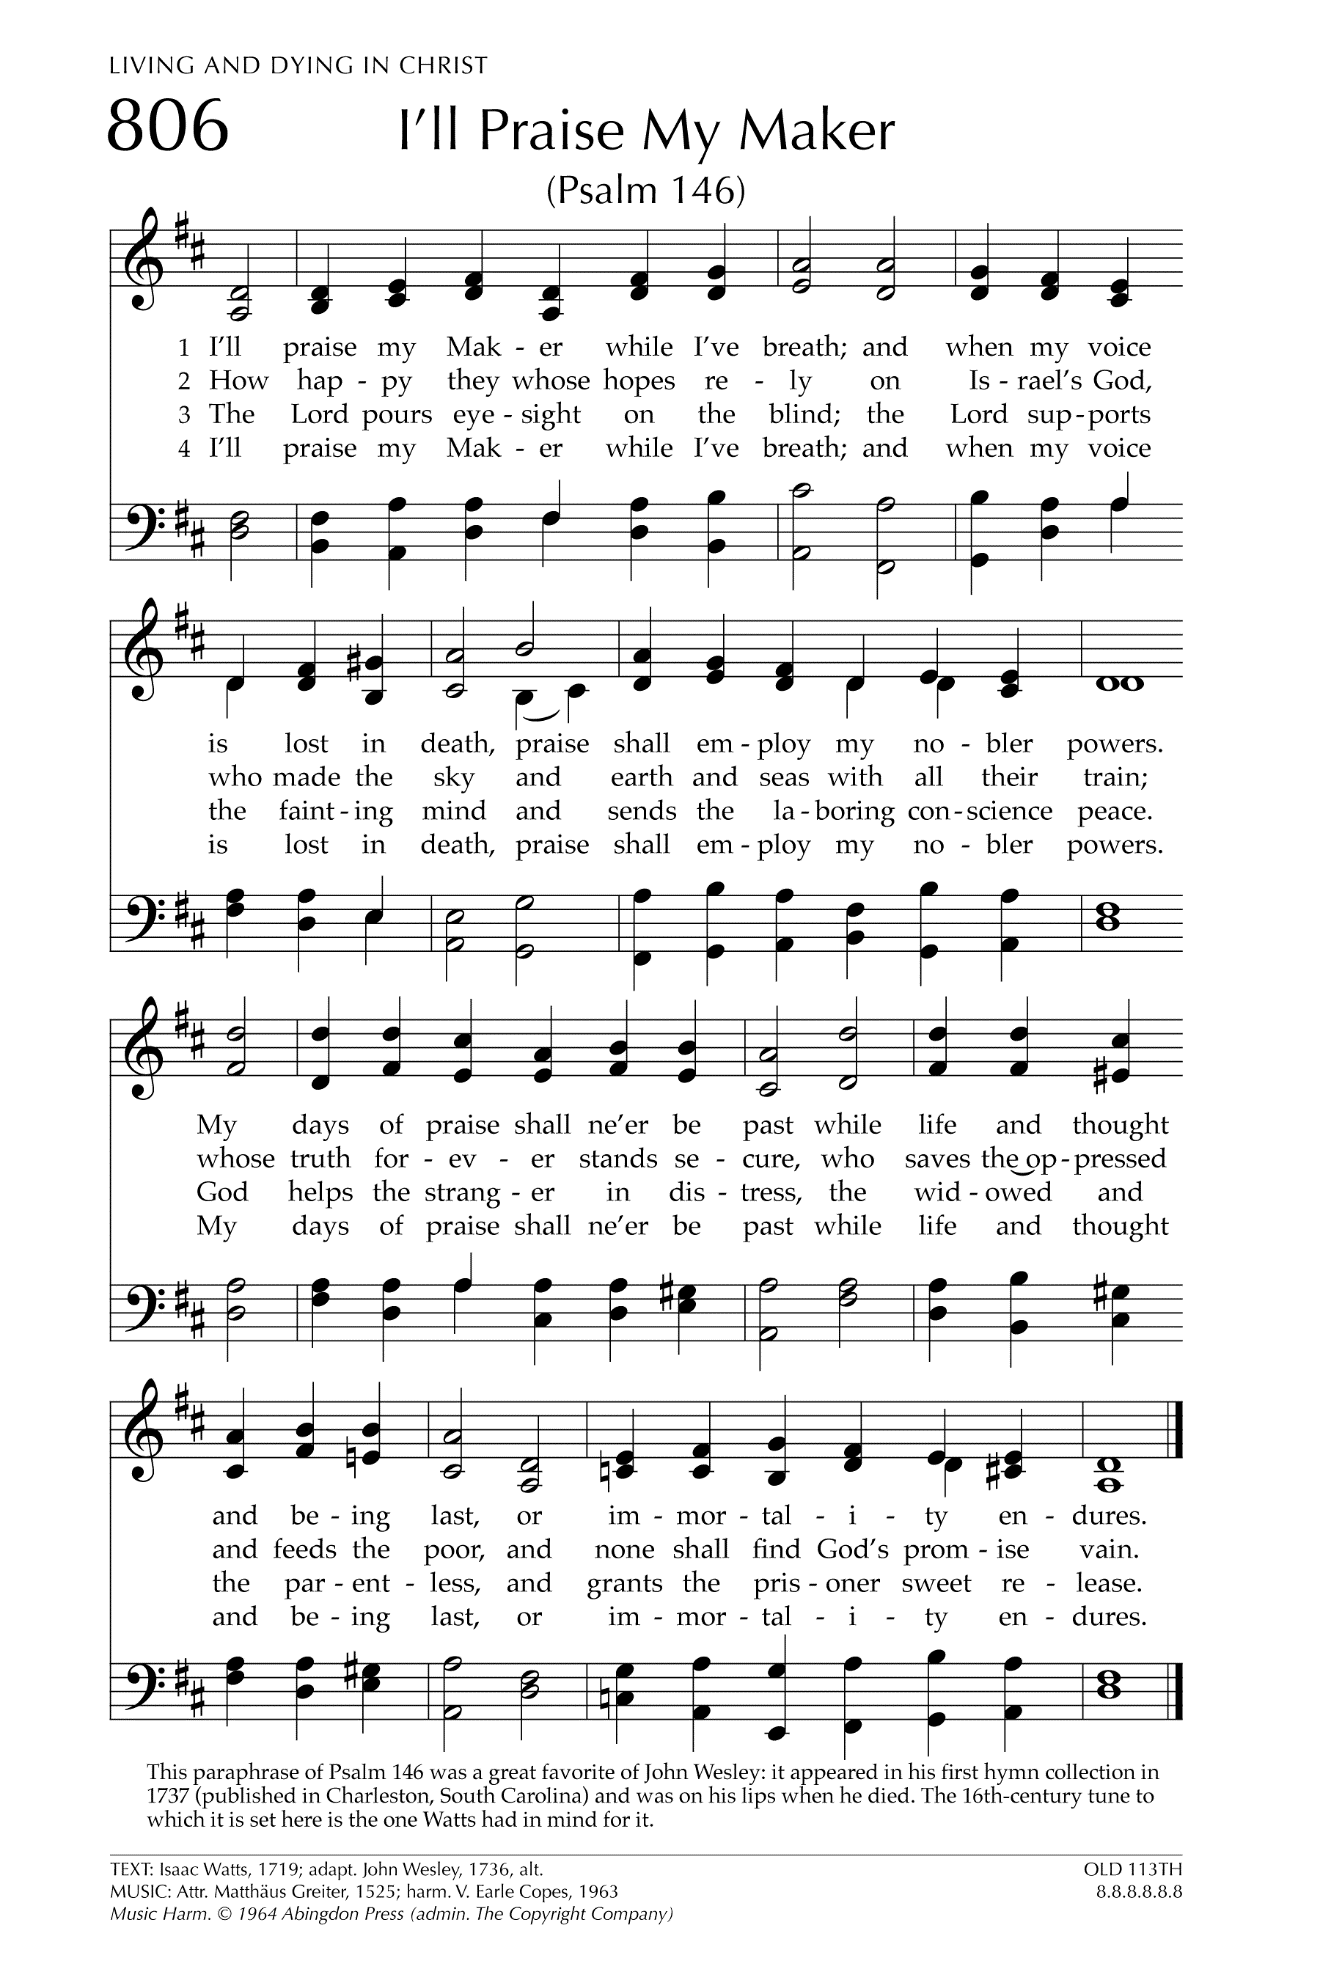 LIVING AND DYING IN CHRIST
806 I'll Praise My Maker
(Psalm 146)
1 I'll praise my Mak - er while I've breath; and when my voice
2 How hap - py they whose hopes re - ly on Is - rael's God,
3 The Lord pours eye - sight on the blind; the Lord sup - ports
4 I'll praise my Mak - er while I've breath; and when my voice
is lost in death, praise shall em - ploy my no - bler powers.
who made the sky and earth and seas with all their train;
the faint - ing mind and sends the la - boring con - science peace.
is lost in death, praise shall em - ploy my no - bler powers.
My days of praise shall ne'er be past while life and thought
whose truth for - ev - er stands se - cure, who saves the op - pressed
God helps the strang - er in dis - tress, the wid - owed and
My days of praise shall ne'er be past while life and thought
and be - ing last, or im - mor - tal - i - ty en - dures.
and feeds the poor, and none shall find God's prom - ise vain.
the par - ent - less, and grants the pris - oner sweet re - lease.
and be - ing last, or im - mor - tal - i - ty en - dures.
This paraphrase of Psalm 146 was a great favorite of John Wesley: it appeared in his first hymn collection in
1737 (published in Charleston, South Carolina) and was on his lips when he died. The 16th-century tune to
which it is set here is the one Watts had in mind for it.
TEXT: Isaac Watts, 1719; adapt. John Wesley, 1736, alt. OLD 113TH
MUSIC: Attr. Matthäus Greiter, 1525; harm. V. Earle Copes, 1963 8.8.8.8.8.8
Music Harm. © 1964 Abingdon Press (admin. The Copyright Company)